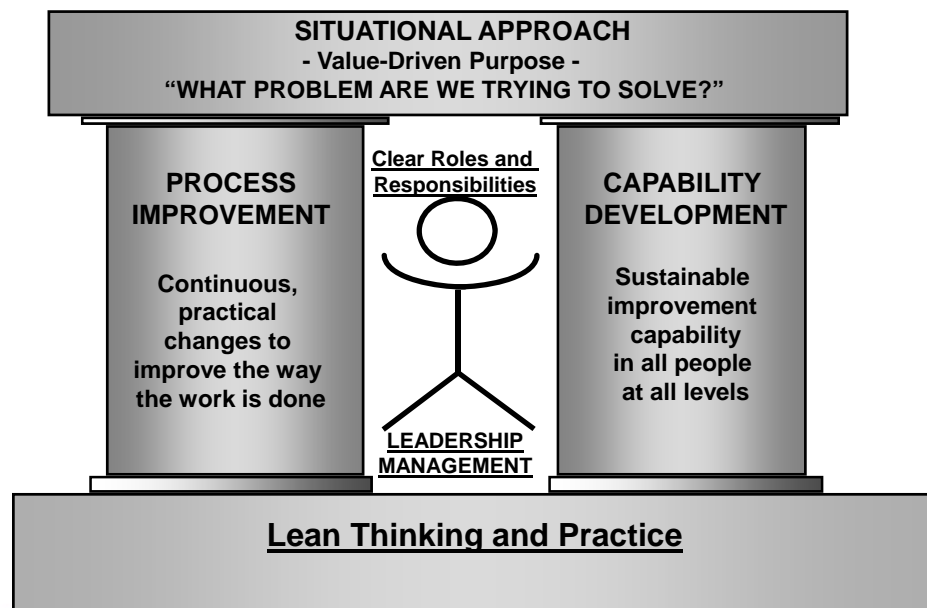 SITUATIONAL APPROACH
- Value-Driven Purpose -
“WHAT PROBLEM ARE WE TRYING TO SOLVE?”
PROCESS
IMPROVEMENT
Continuous,
practical
changes to
improve the way
the work is done
Clear Roles and
Responsibilities
LEADERSHIP
MANAGEMENT
CAPABILITY
DEVELOPMENT
Sustainable
improvement
capability
in all people
at all levels
Lean Thinking and Practice